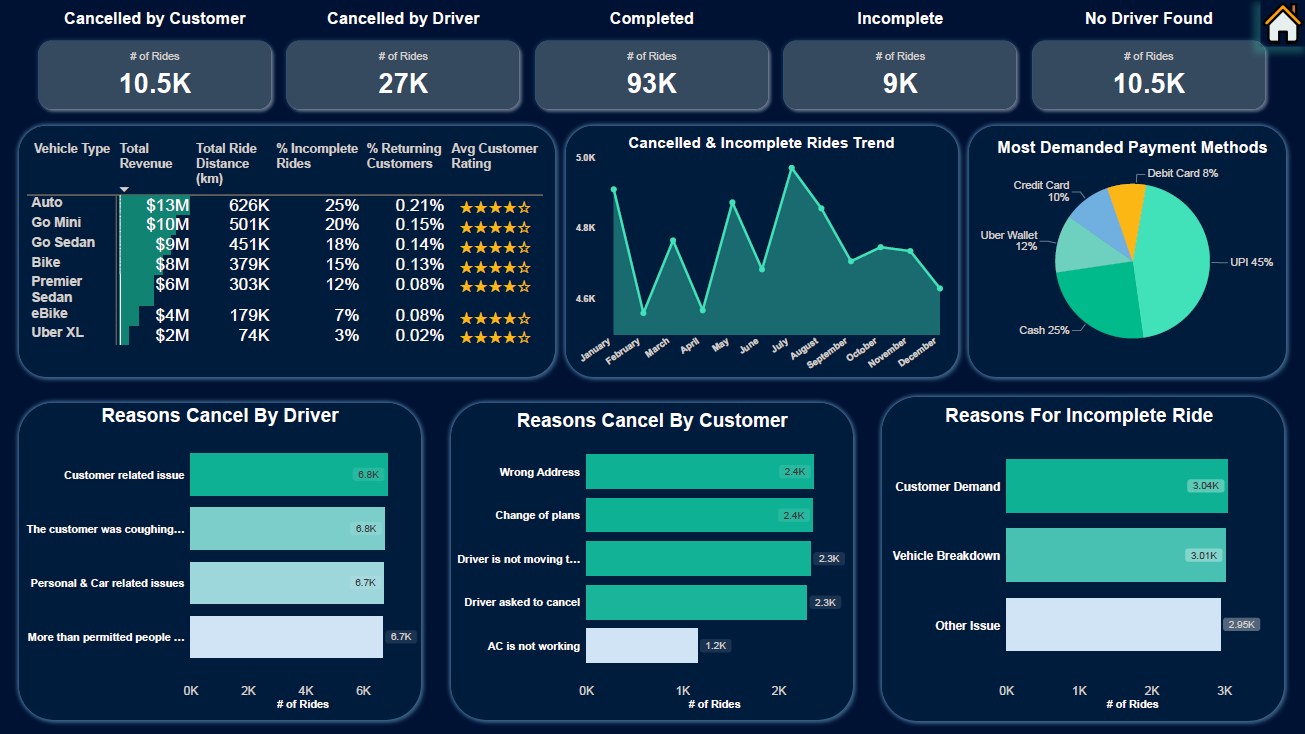 Cancelled by Customer
Cancelled by Driver
Completed
Incomplete
No Driver Found
# of Rides
10.5K
# of Rides
27K
# of Rides
93K
# of Rides
9K
# of Rides
10.5K
Vehicle Type
Total Revenue
Total Ride Distance (km)
% Incomplete Rides
% Returning Customers
Avg Customer Rating
Auto $13M 626K 25% 0.21% ★★★★☆
Go Mini $10M 501K 20% 0.15% ★★★★☆
Go Sedan $9M 451K 18% 0.14% ★★★★☆
Bike $8M 379K 15% 0.13% ★★★★☆
Premier Sedan $6M 303K 12% 0.08% ★★★★☆
eBike $4M 179K 7% 0.08% ★★★★☆
Uber XL $2M 74K 3% 0.02% ★★★★☆
Cancelled & Incomplete Rides Trend
5.0K
4.8K
4.6K
January
February
March
April
May
June
July
August
September
October
November
December
Most Demanded Payment Methods
Debit Card 8%
Credit Card
10%
Uber Wallet
12%
UPI 45%
Cash 25%
Reasons Cancel By Driver
Customer related issue 6.8K
The customer was coughing... 6.8K
Personal & Car related issues 6.7K
More than permitted people ... 6.7K
0K 2K 4K 6K
# of Rides
Reasons Cancel By Customer
Wrong Address 2.4K
Change of plans 2.4K
Driver is not moving t... 2.3K
Driver asked to cancel 2.3K
AC is not working 1.2K
0K 1K 2K
# of Rides
Reasons For Incomplete Ride
Customer Demand 3.04K
Vehicle Breakdown 3.01K
Other Issue 2.95K
0K 1K 2K 3K
# of Rides